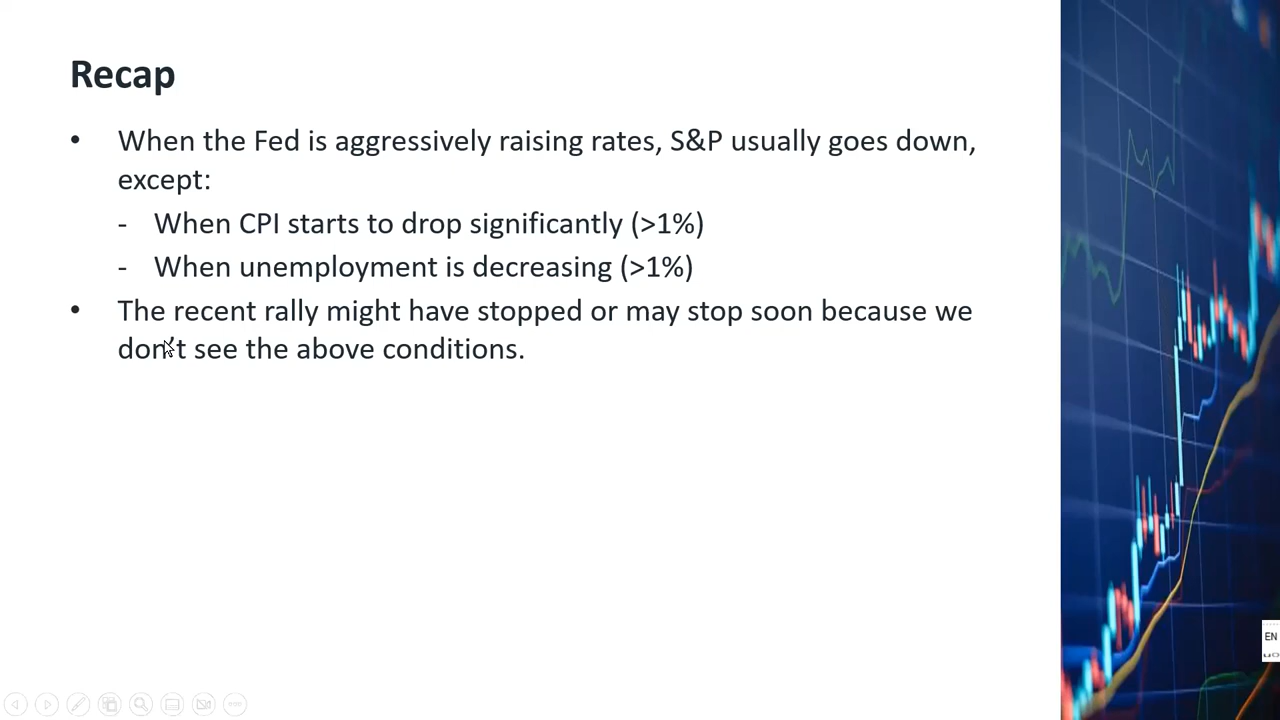 Recap
• When the Fed is aggressively raising rates, S&P usually goes down,
except:
- When CPI starts to drop significantly (>1%)
- When unemployment is decreasing (>1%)
• The recent rally might have stopped or may stop soon because we
don't see the above conditions.
EN